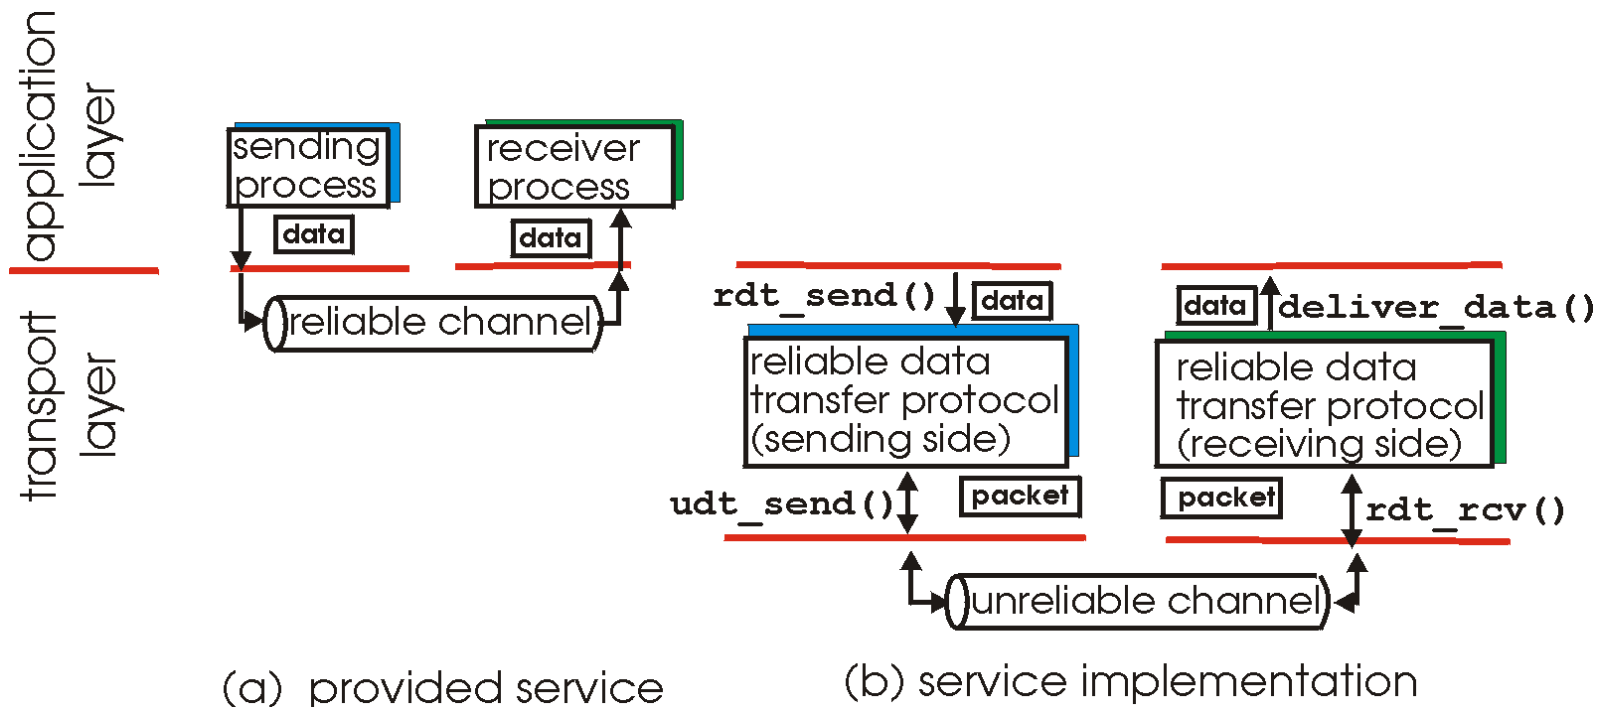 application
layer
transport
layer
sending
process
data
receiver
process
data
reliable channel
(a) provided service
rdt_send()
data
reliable data
transfer protocol
(sending side)
udt_send()
packet
data
deliver_data()
reliable data
transfer protocol
(receiving side)
packet
rdt_rcv()
unreliable channel
(b) service implementation